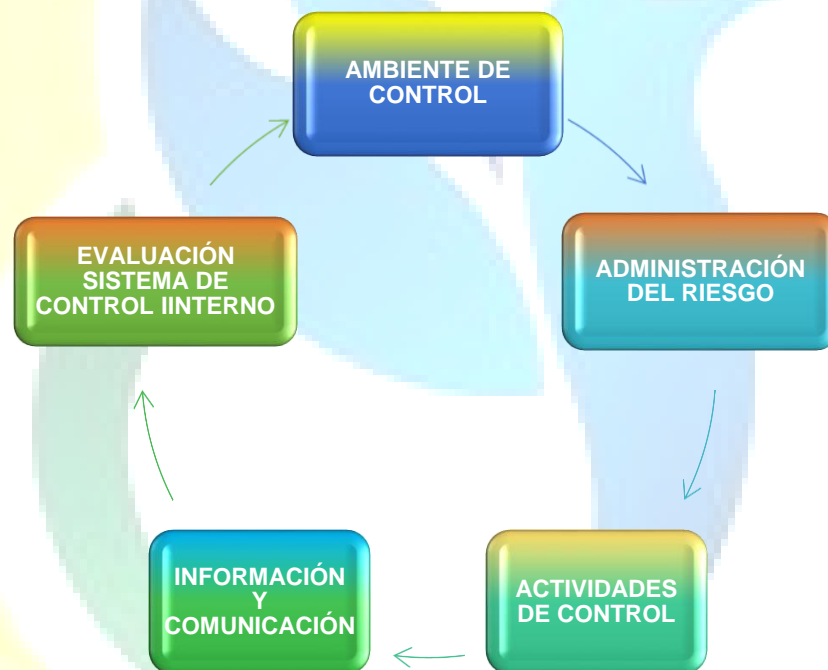 AMBIENTE DE
CONTROL
ADMINISTRACIÓN
DEL RIESGO
ACTIVIDADES
DE CONTROL
INFORMACIÓN
Y
COMUNICACIÓN
EVALUACIÓN
SISTEMA DE
CONTROL IINTERNO